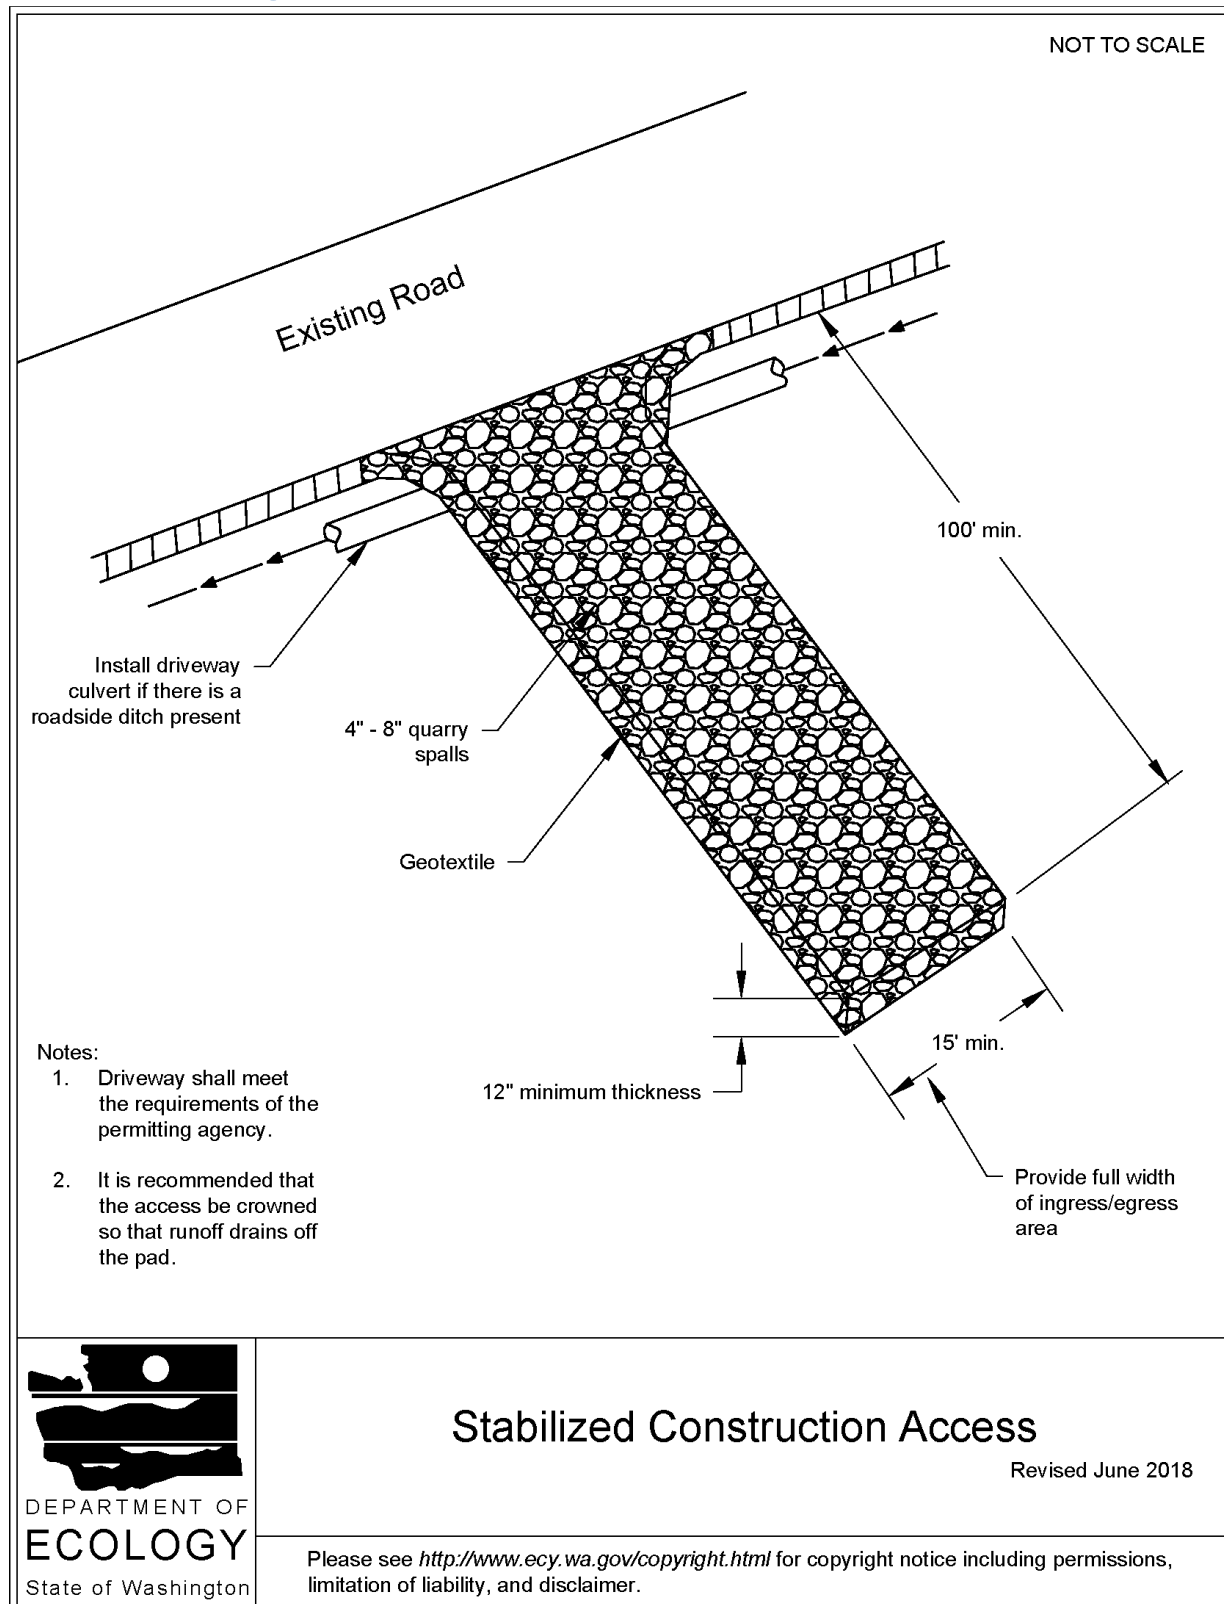 NOT TO SCALE
Existing Road
100' min.
Install driveway
culvert if there is a
roadside ditch present
4" - 8" quarry
spalls
Geotextile
15' min.
12" minimum thickness
Provide full width
of ingress/egress
area
Notes:
1. Driveway shall meet
the requirements of the
permitting agency.
2. It is recommended that
the access be crowned
so that runoff drains off
the pad.
DEPARTMENT OF
ECOLOGY
State of Washington
Stabilized Construction Access
Revised June 2018
Please see http://www.ecy.wa.gov/copyright.html for copyright notice including permissions,
limitation of liability, and disclaimer.